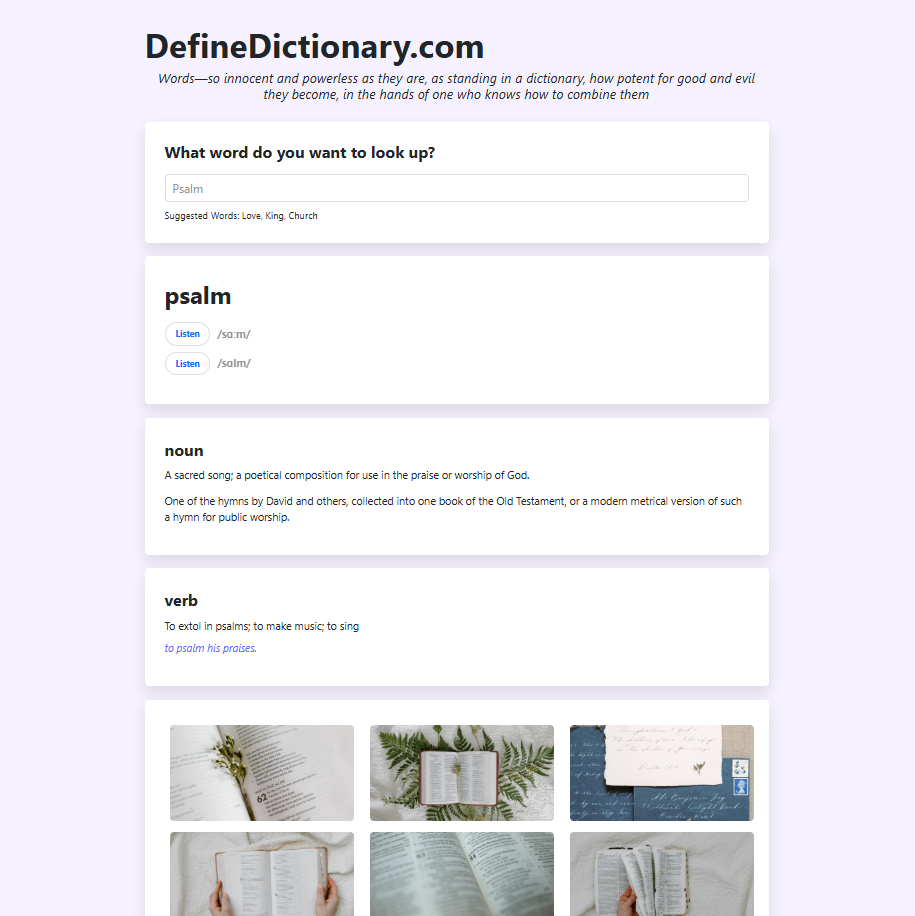 DefineDictionary.com
Words—so innocent and powerless as they are, as standing in a dictionary, how potent for good and evil
they become, in the hands of one who knows how to combine them
What word do you want to look up?
Psalm
Suggested Words: Love, King, Church
psalm
Listen /sɑːm/
Listen /sɑlm/
noun
A sacred song; a poetical composition for use in the praise or worship of God.
One of the hymns by David and others, collected into one book of the Old Testament, or a modern metrical version of such
a hymn for public worship.
verb
To extol in psalms; to make music; to sing
to psalm his praises.
62